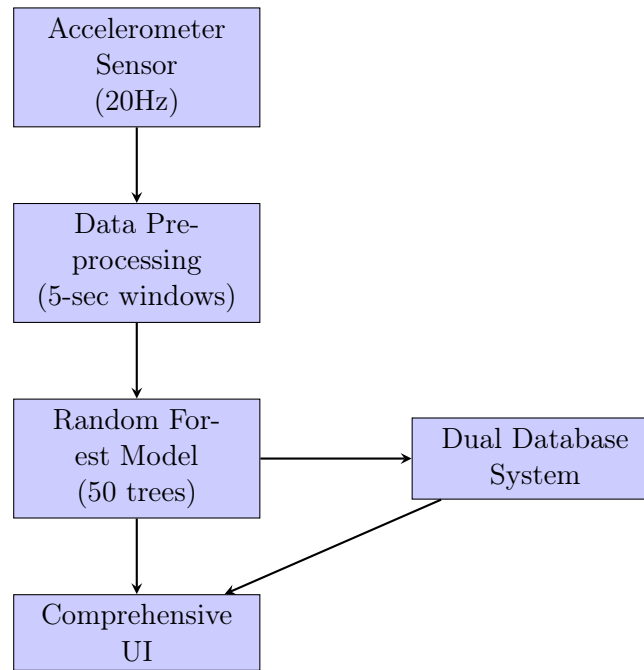 Accelerometer
Sensor
(20Hz)
Data Pre-
processing
(5-sec windows)
Random For-
est Model
(50 trees)
Dual Database
System
Comprehensive
UI